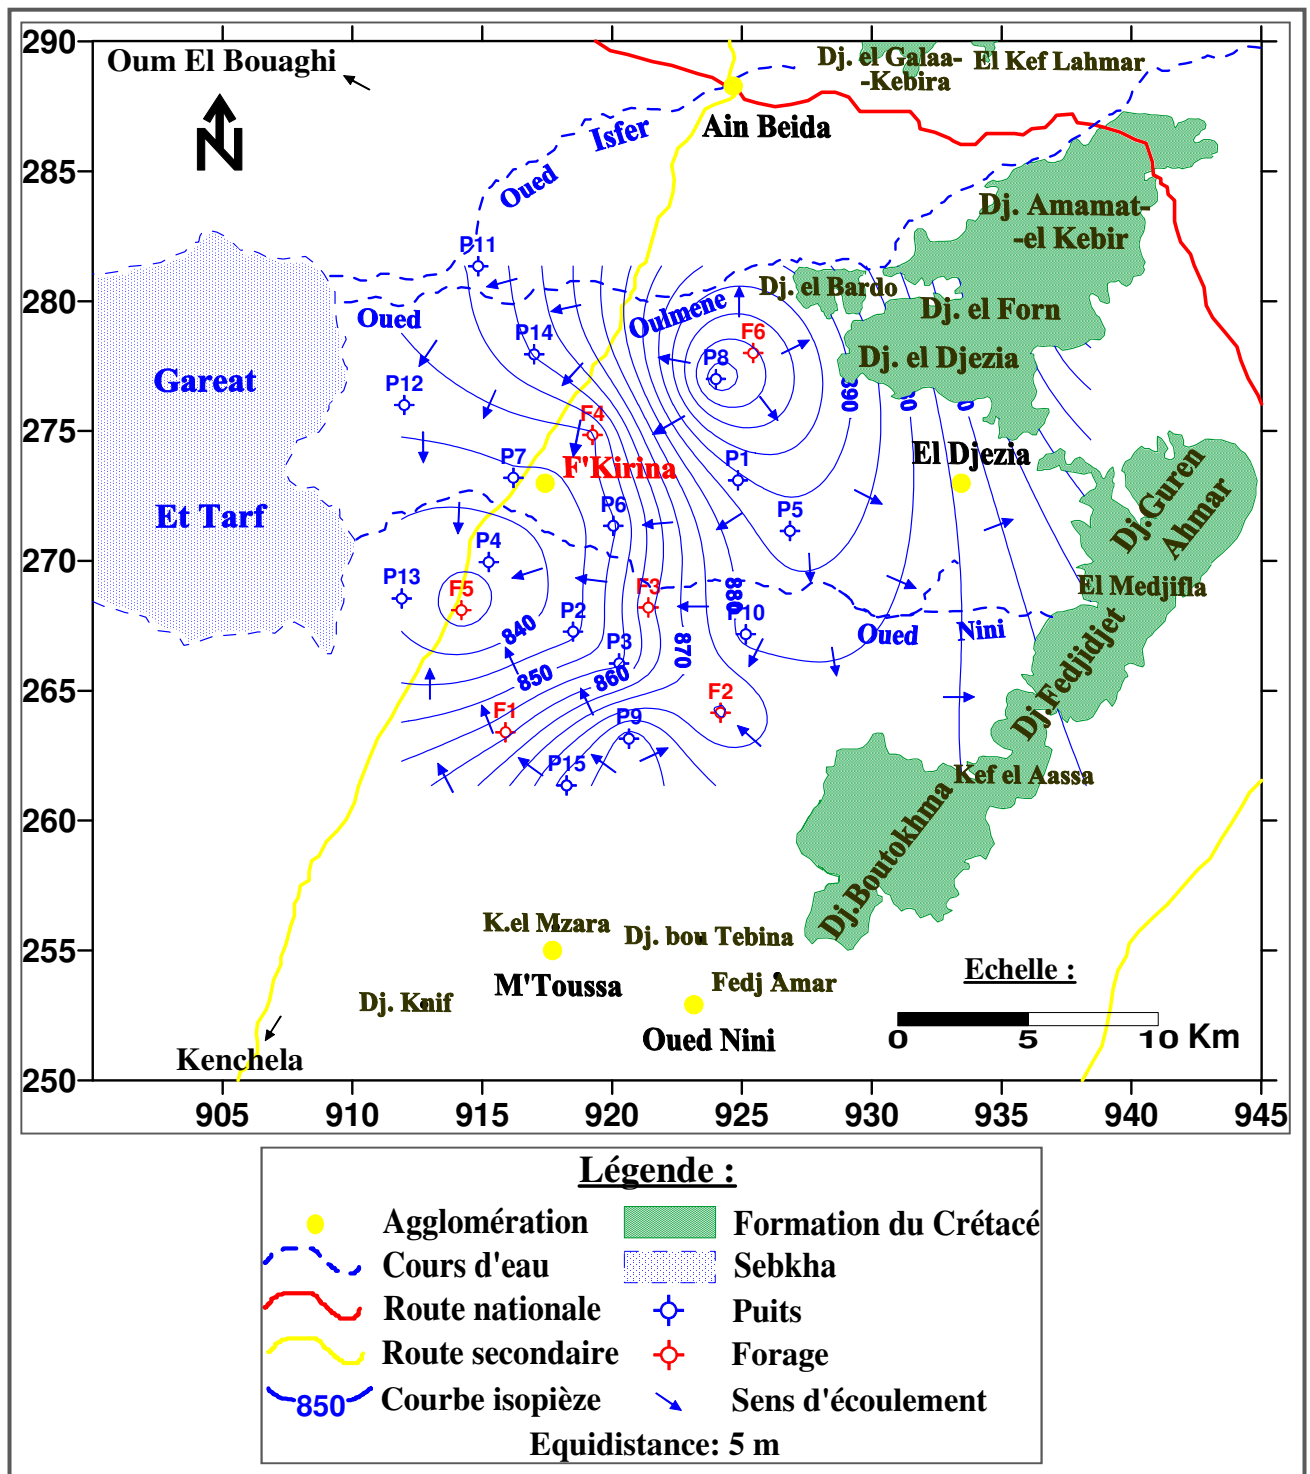 290
Oum El Bouaghi
Dj. el Galaa-
-Kebira
El Kef Lahmar
N
Ain Beida
Isfer
Oued
285
Dj. Amamat-
-el Kebir
P11
280
Dj. el Bardo
Dj. el Forn
Oued
Oulmene
P14
F6
P8
Dj. el Djezia
Gareat
P12
390
275
F4
F'Kirina
P7
P1
El Djezia
Dj.Guren
Ahmar
Et Tarf
P6
P5
270
P4
P13
F5
F3
880
El Medjifla
P2
P10
840
Oued
Nini
P3
870
Dj.Fedjidjet
850
860
265
F1
F2
P9
P15
Kef el Aassa
260
Dj.Boutokhma
K.el Mzara
Dj. bou Tebina
255
M'Toussa
Fedj Amar
Echelle :
Dj. Knif
Oued Nini
0 5 10 Km
Kenchela
250
905 910 915 920 925 930 935 940 945
Légende :
Agglomération
Formation du Crétacé
Cours d'eau
Sebkha
Route nationale
Puits
Route secondaire
Forage
850
Courbe isopièze
Sens d'écoulement
Equidistance: 5 m